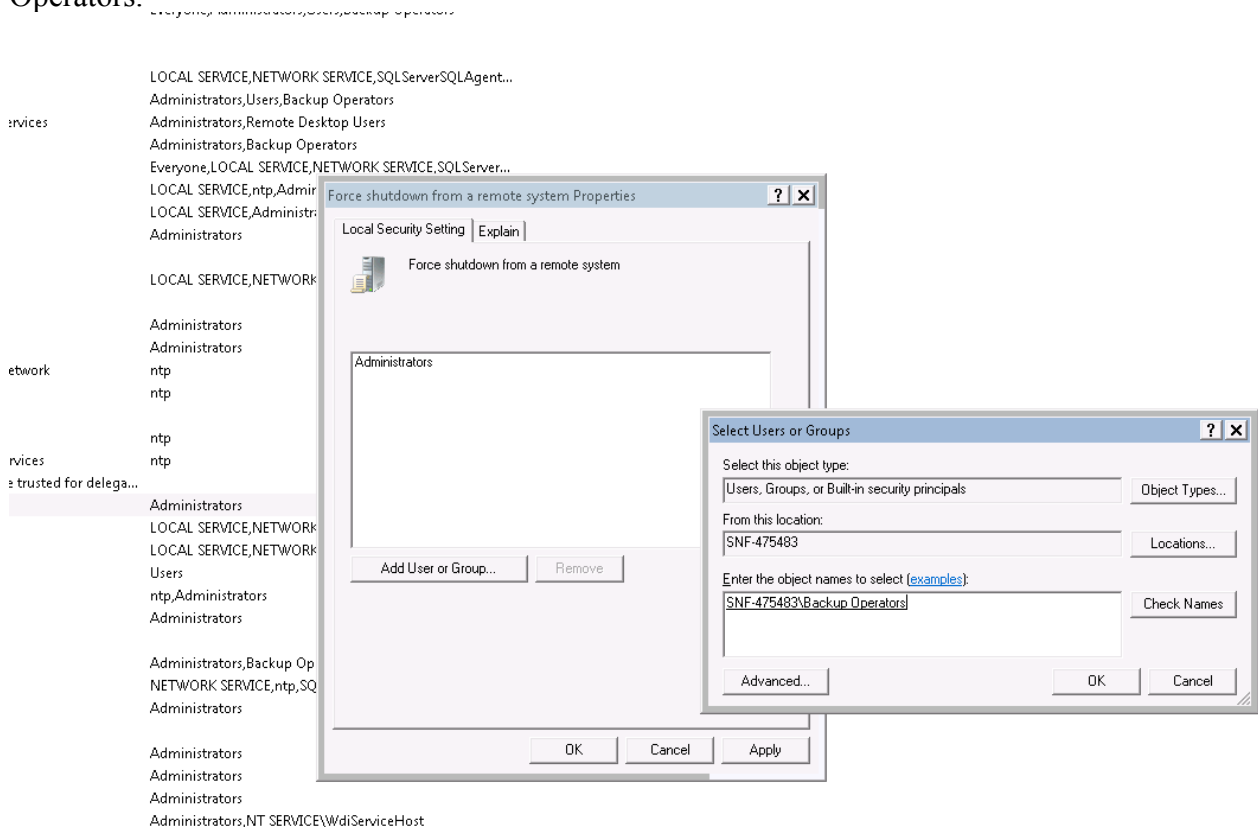 Operators.
Everyone,Administrators,Users,Backup Operators
LOCAL SERVICE,NETWORK SERVICE,SQLServerSQLAgent...
Administrators,Users,Backup Operators
ervices Administrators,Remote Desktop Users
Administrators,Backup Operators
Everyone,LOCAL SERVICE,NETWORK SERVICE,SQLServer...
LOCAL SERVICE,ntp,Admir
LOCAL SERVICE,Administra
Administrators
LOCAL SERVICE,NETWORK
Administrators
Administrators
etwork ntp
ntp
ntp
rvices ntp
e trusted for delega...
Administrators
LOCAL SERVICE,NETWORK
LOCAL SERVICE,NETWORK
Users
ntp,Administrators
Administrators
Administrators,Backup Op
NETWORK SERVICE,ntp,SQ
Administrators
Administrators
Administrators
Administrators
Administrators,NT SERVICE\WdiServiceHost
Force shutdown from a remote system Properties
Local Security Setting Explain
Force shutdown from a remote system
Administrators
Add User or Group... Remove
OK Cancel Apply
Select Users or Groups
Select this object type:
Users, Groups, or Built-in security principals Object Types...
From this location:
SNF-475483 Locations...
Enter the object names to select (examples):
SNF-475483\Backup Operators Check Names
Advanced... OK Cancel